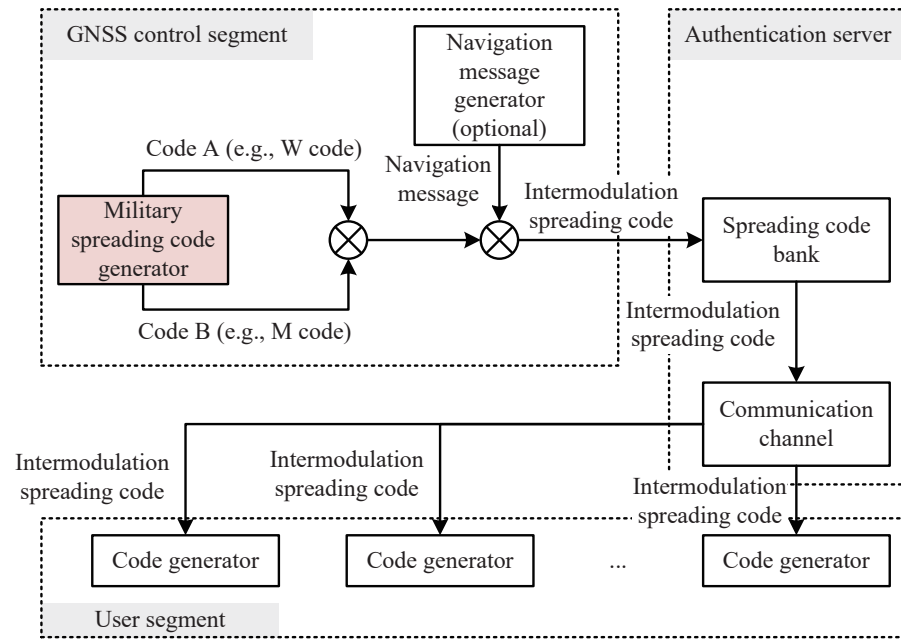 GNSS control segment
Authentication server
Navigation
message
generator
(optional)
Code A (e.g., W code)
Navigation
message
Intermodulation
spreading code
Military
spreading code
generator
Spreading code
bank
Code B (e.g., M code)
Intermodulation
spreading code
Communication
channel
Intermodulation
spreading code
Intermodulation
spreading code
Intermodulation
spreading code
Code generator
Code generator
...
Code generator
User segment